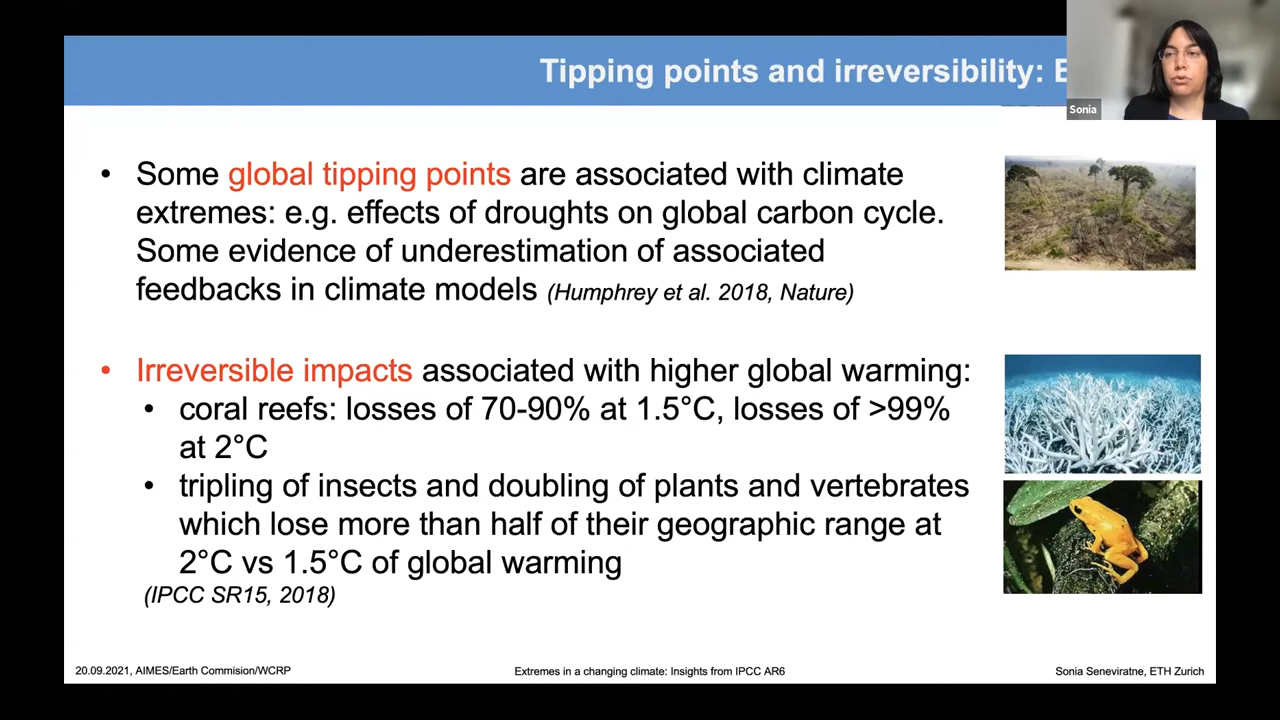 Tipping points and irreversibility:
Sonia
• Some global tipping points are associated with climate
extremes: e.g. effects of droughts on global carbon cycle.
Some evidence of underestimation of associated
feedbacks in climate models (Humphrey et al. 2018, Nature)
• Irreversible impacts associated with higher global warming:
• coral reefs: losses of 70-90% at 1.5°C, losses of >99%
at 2°C
• tripling of insects and doubling of plants and vertebrates
which lose more than half of their geographic range at
2°C vs 1.5°C of global warming
(IPCC SR15, 2018)
20.09.2021, AIMES/Earth Commision/WCRP
Extremes in a changing climate: Insights from IPCC AR6
Sonia Seneviratne, ETH Zurich